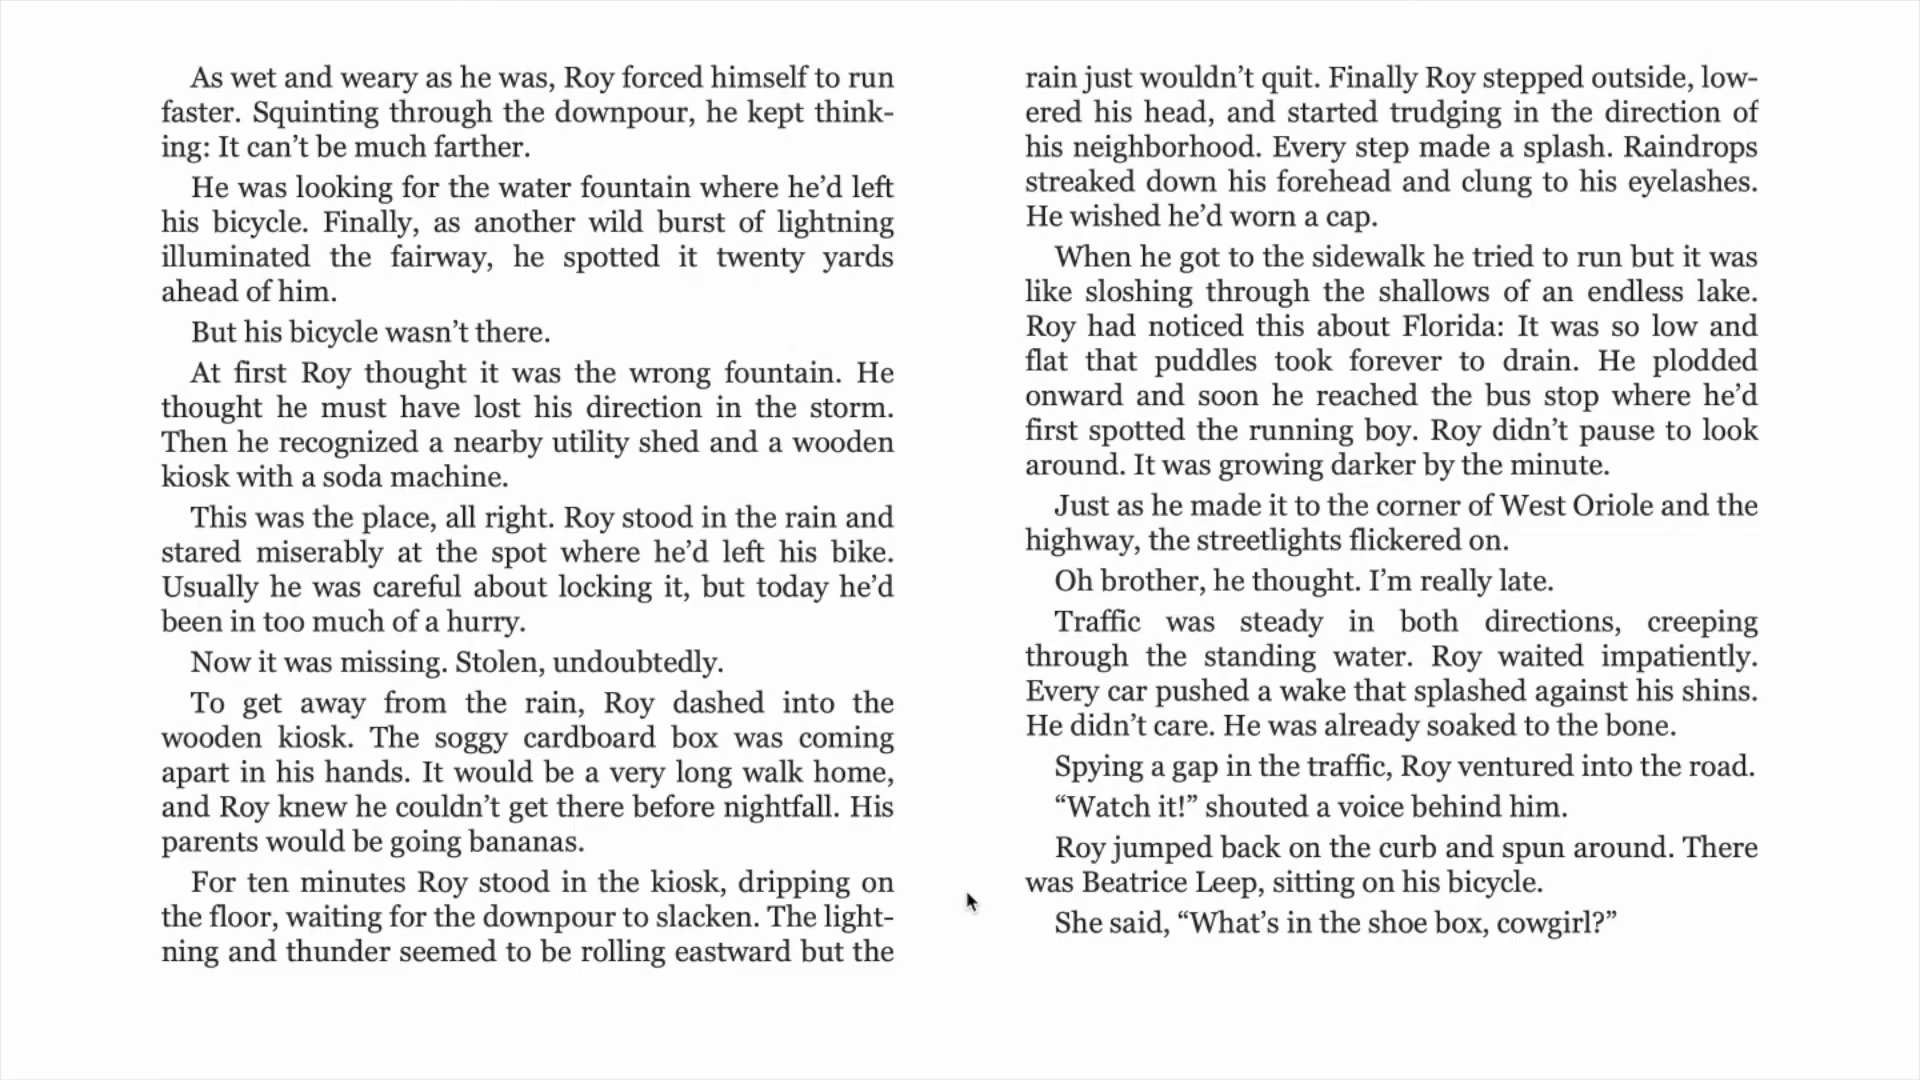 As wet and weary as he was, Roy forced himself to run
faster. Squinting through the downpour, he kept think-
ing: It can’t be much farther.
He was looking for the water fountain where he’d left
his bicycle. Finally, as another wild burst of lightning
illuminated the fairway, he spotted it twenty yards
ahead of him.
But his bicycle wasn’t there.
At first Roy thought it was the wrong fountain. He
thought he must have lost his direction in the storm.
Then he recognized a nearby utility shed and a wooden
kiosk with a soda machine.
This was the place, all right. Roy stood in the rain and
stared miserably at the spot where he’d left his bike.
Usually he was careful about locking it, but today he’d
been in too much of a hurry.
Now it was missing. Stolen, undoubtedly.
To get away from the rain, Roy dashed into the
wooden kiosk. The soggy cardboard box was coming
apart in his hands. It would be a very long walk home,
and Roy knew he couldn’t get there before nightfall. His
parents would be going bananas.
For ten minutes Roy stood in the kiosk, dripping on
the floor, waiting for the downpour to slacken. The light-
ning and thunder seemed to be rolling eastward but the
rain just wouldn’t quit. Finally Roy stepped outside, low-
ered his head, and started trudging in the direction of
his neighborhood. Every step made a splash. Raindrops
streaked down his forehead and clung to his eyelashes.
He wished he’d worn a cap.
When he got to the sidewalk he tried to run but it was
like sloshing through the shallows of an endless lake.
Roy had noticed this about Florida: It was so low and
flat that puddles took forever to drain. He plodded
onward and soon he reached the bus stop where he’d
first spotted the running boy. Roy didn’t pause to look
around. It was growing darker by the minute.
Just as he made it to the corner of West Oriole and the
highway, the streetlights flickered on.
Oh brother, he thought. I’m really late.
Traffic was steady in both directions, creeping
through the standing water. Roy waited impatiently.
Every car pushed a wake that splashed against his shins.
He didn’t care. He was already soaked to the bone.
Spying a gap in the traffic, Roy ventured into the road.
“Watch it!” shouted a voice behind him.
Roy jumped back on the curb and spun around. There
was Beatrice Leep, sitting on his bicycle.
She said, “What’s in the shoe box, cowgirl?”